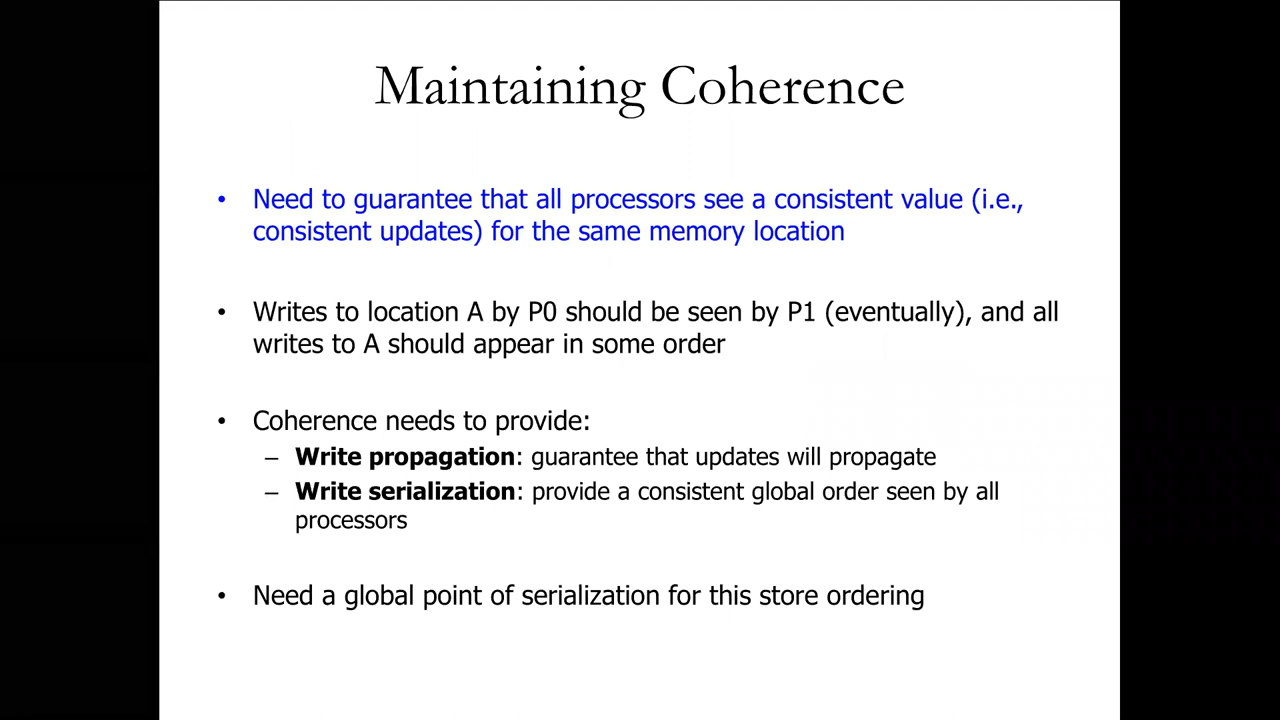 Maintaining Coherence
• Need to guarantee that all processors see a consistent value (i.e.,
consistent updates) for the same memory location
• Writes to location A by P0 should be seen by P1 (eventually), and all
writes to A should appear in some order
• Coherence needs to provide:
– Write propagation: guarantee that updates will propagate
– Write serialization: provide a consistent global order seen by all
processors
• Need a global point of serialization for this store ordering